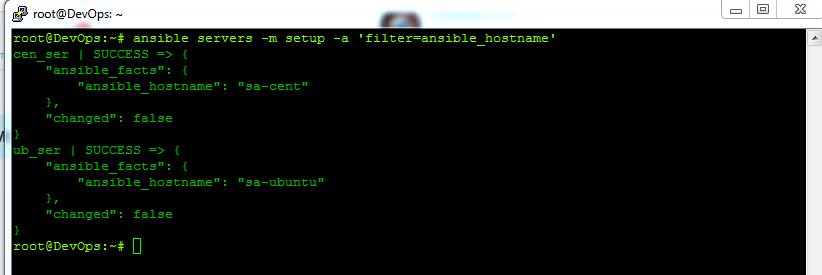 root@DevOps: ~
root@DevOps:~# ansible servers -m setup -a 'filter=ansible_hostname'
cen_ser | SUCCESS => {
    "ansible_facts": {
        "ansible_hostname": "sa-cent"
    },
    "changed": false
}
ub_ser | SUCCESS => {
    "ansible_facts": {
        "ansible_hostname": "sa-ubuntu"
    },
    "changed": false
}
root@DevOps:~#